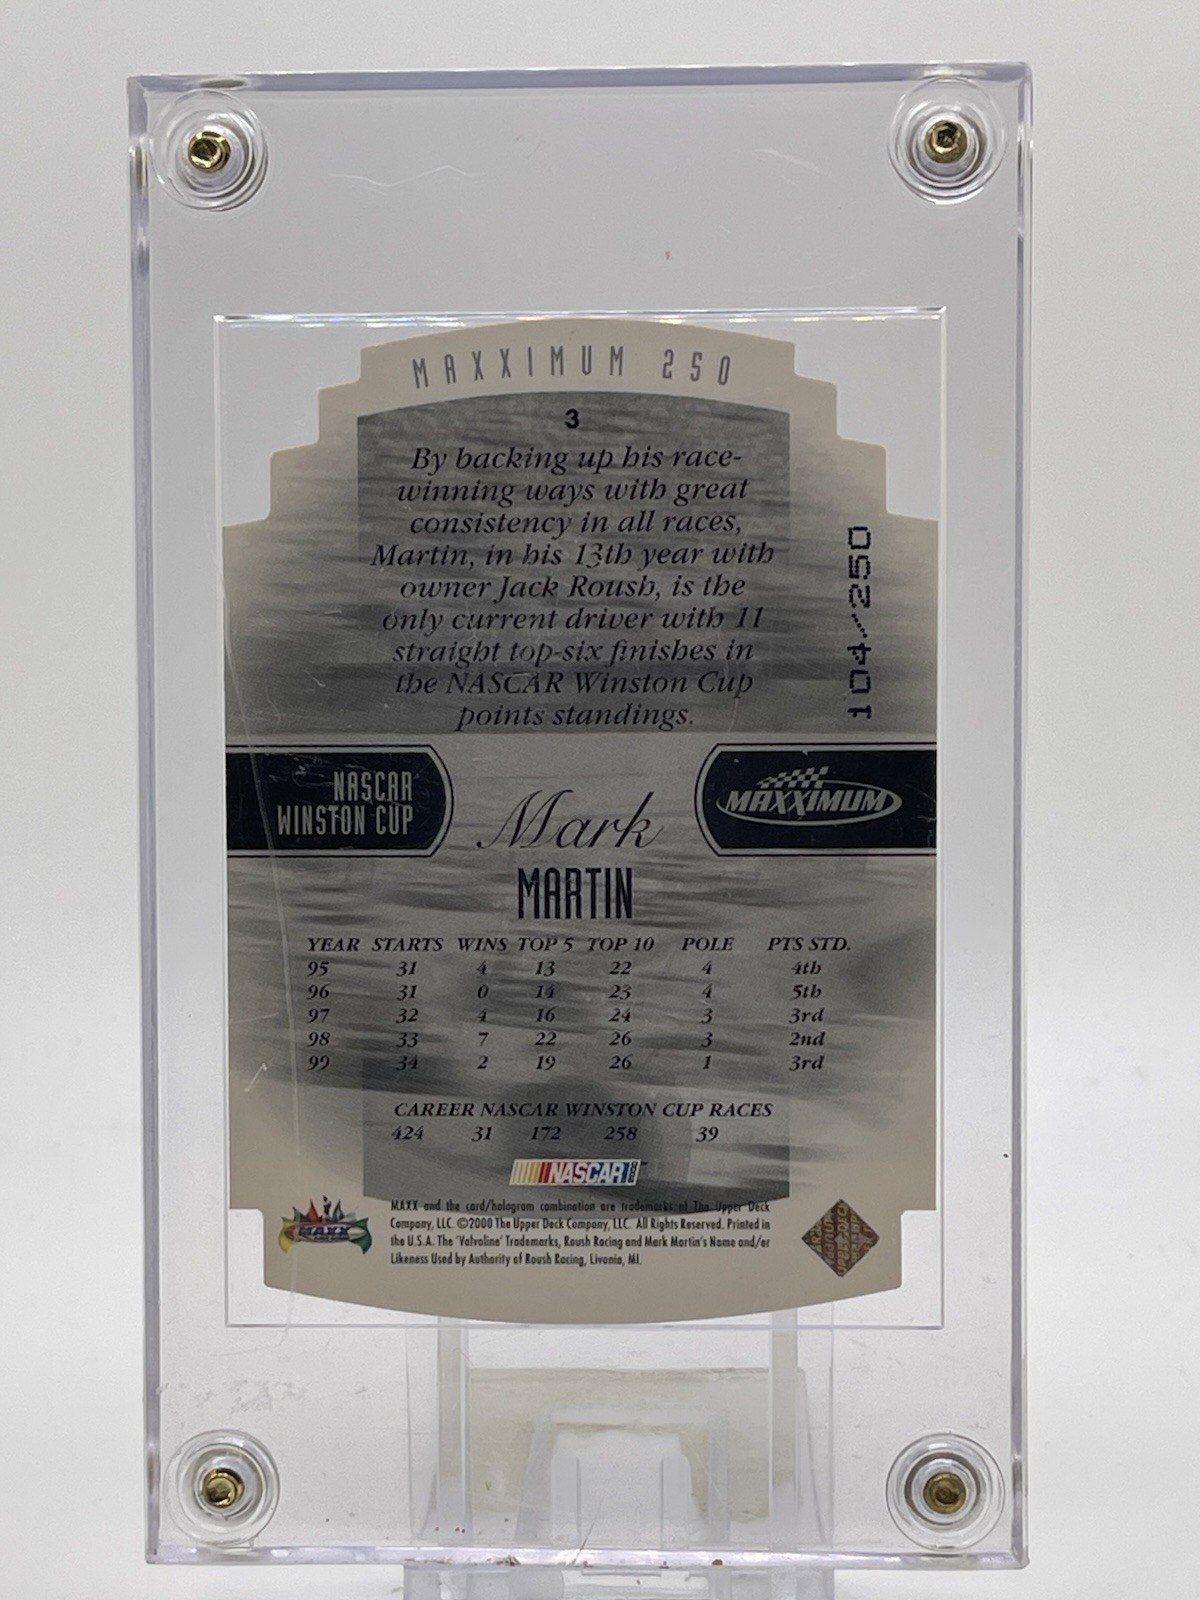 MAXXIMUM 250
3
By backing up his race-
winning ways with great
consistency in all races,
Martin, in his 13th year with
owner Jack Roush, is the
only current driver with 11
straight top-six finishes in
the NASCAR Winston Cup
points standings.
104/250
NASCAR
WINSTON CUP
MAXXIMUM
Mark
MARTIN
YEAR STARTS WINS TOP 5 TOP 10 POLE PTS STD.
95 31 4 13 22 4 4th
96 31 0 14 23 4 5th
97 32 4 16 24 3 3rd
98 33 7 22 26 3 2nd
99 34 2 19 26 1 3rd
CAREER NASCAR WINSTON CUP RACES
424 31 172 258 39
NASCAR
MAXX
MAXX and the card/hologram combination are trademarks of The Upper Deck
Company, LLC. ©2000 The Upper Deck Company, LLC. All Rights Reserved. Printed in
the U.S.A. The 'Valvoline' Trademarks, Roush Racing and Mark Martin's Name and/or
Likeness Used by Authority of Roush Racing, Livonia, MI.